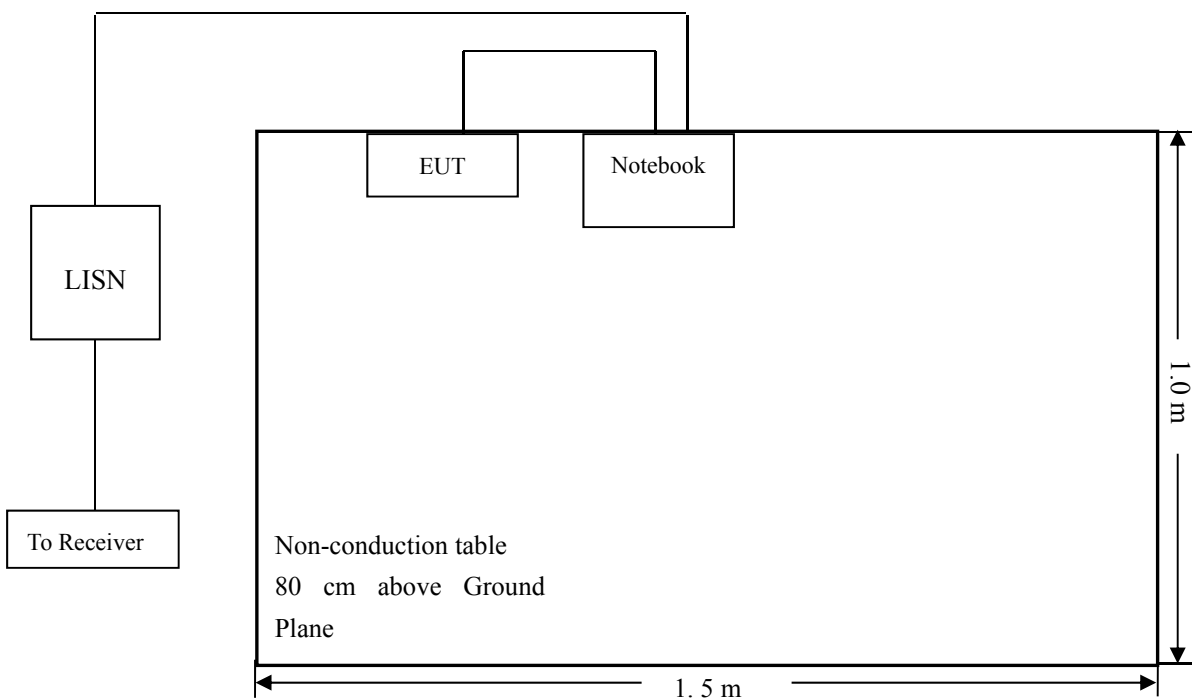 EUT
Notebook
LISN
1.0 m
To Receiver
Non-conduction table
80 cm above Ground
Plane
1. 5 m